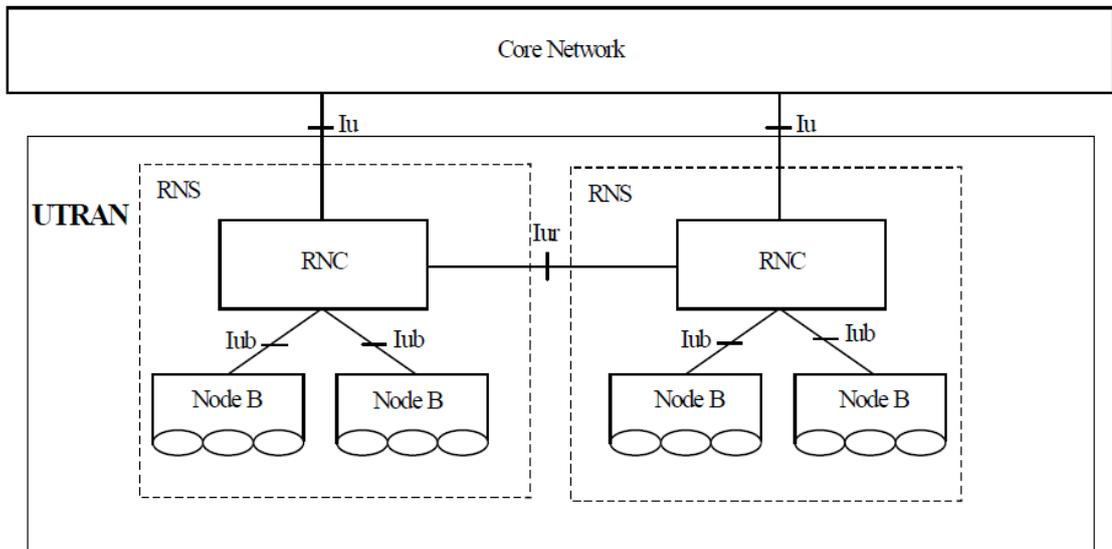 Core Network
Iu
Iu
RNS
RNS
UTRAN
Iur
RNC
RNC
Iub
Iub
Iub
Iub
Node B
Node B
Node B
Node B